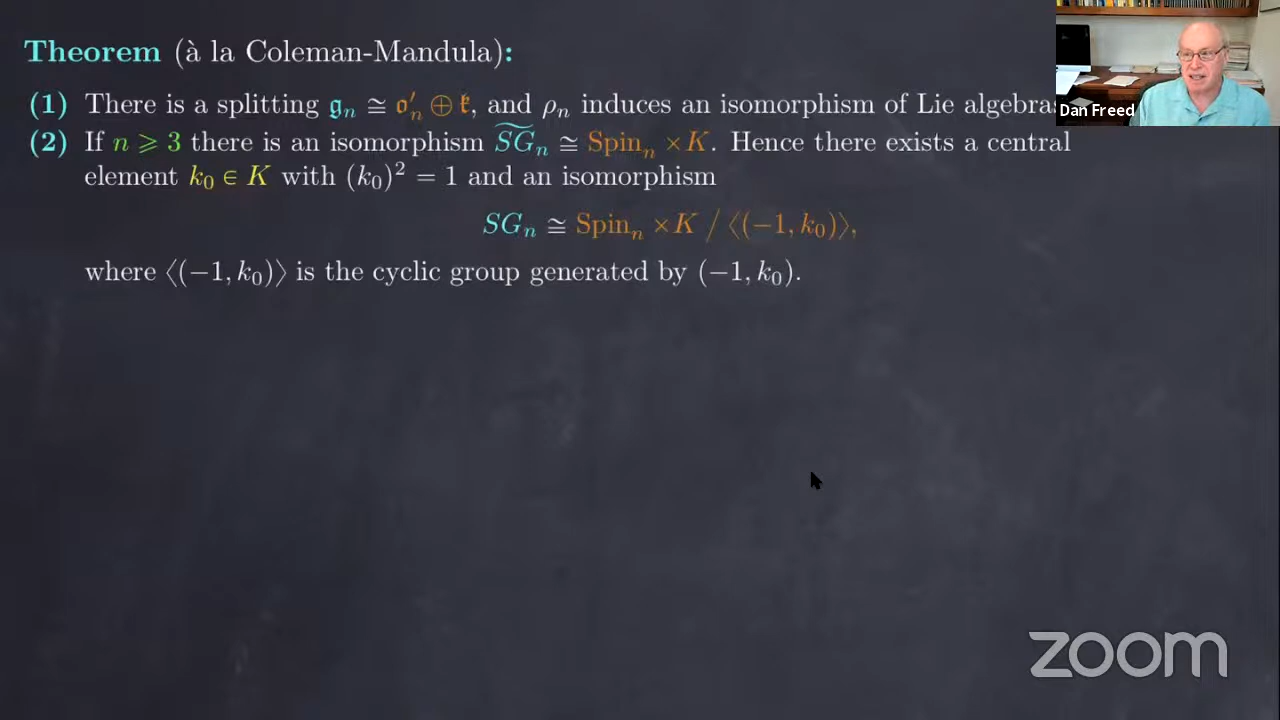 Theorem (à la Coleman-Mandula):
(1) There is a splitting 𝔤ₙ ≅ 𝔬′ₙ ⊕ 𝔨, and ρₙ induces an isomorphism of Lie algebras
Dan Freed
(2) If n ⩾ 3 there is an isomorphism S͠Gₙ ≅ Spinₙ × K. Hence there exists a central
element k₀ ∈ K with (k₀)² = 1 and an isomorphism
SGₙ ≅ Spinₙ × K / ⟨(−1, k₀)⟩,
where ⟨(−1, k₀)⟩ is the cyclic group generated by (−1, k₀).
zoom